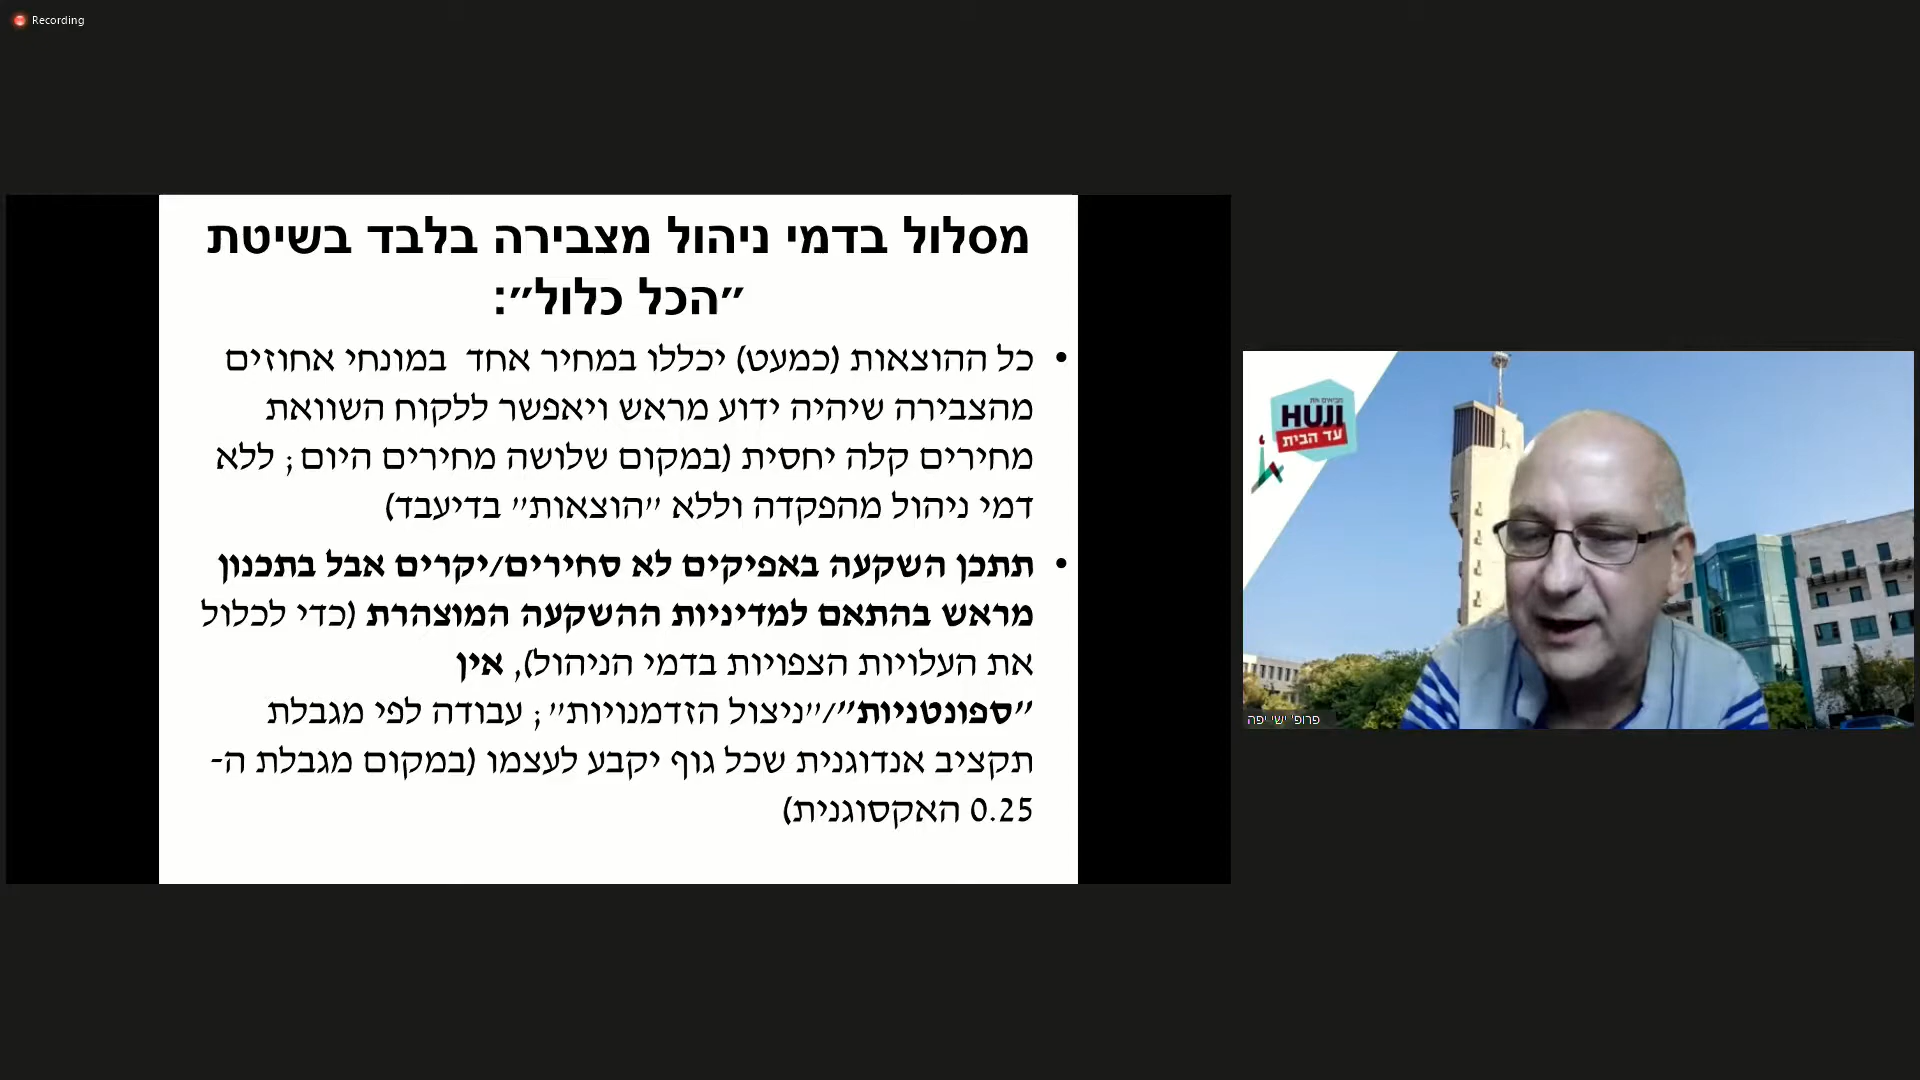 Recording
מסלול בדמי ניהול מצבירה בלבד בשיטת
״הכל כלול״:
• כל ההוצאות (כמעט) יכללו במחיר אחד במונחי אחוזים
מהצבירה שיהיה ידוע מראש ויאפשר ללקוח השוואת
מחירים קלה יחסית (במקום שלושה מחירים היום; ללא
דמי ניהול מהפקדה וללא ״הוצאות״ בדיעבד)
• תתכן השקעה באפיקים לא סחירים/יקרים אבל בתכנון
מראש בהתאם למדיניות ההשקעה המוצהרת (כדי לכלול
את העלויות הצפויות בדמי הניהול), אין
״ספונטניות״/״ניצול הזדמנויות״; עבודה לפי מגבלת
תקציב אנדוגנית שכל גוף יקבע לעצמו (במקום מגבלת ה-
0.25 האקסוגנית)
מביאים את
HUJI
עד הבית
פרופ' ישי יפה